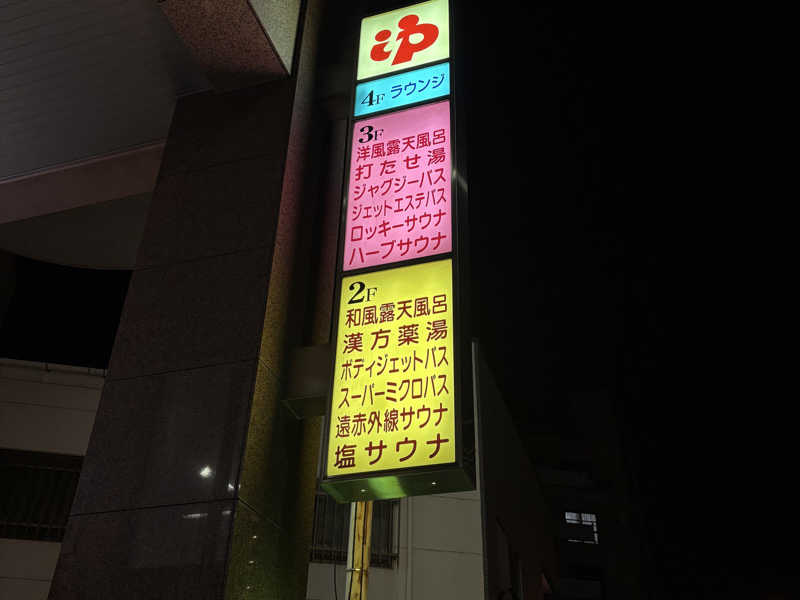 ゆ
4F ラウンジ
3F
洋風露天風呂
打たせ湯
ジャグジーバス
ジェットエステバス
ロッキーサウナ
ハーブサウナ
2F
和風露天風呂
漢方薬湯
ボディジェットバス
スーパーミクロバス
遠赤外線サウナ
塩サウナ